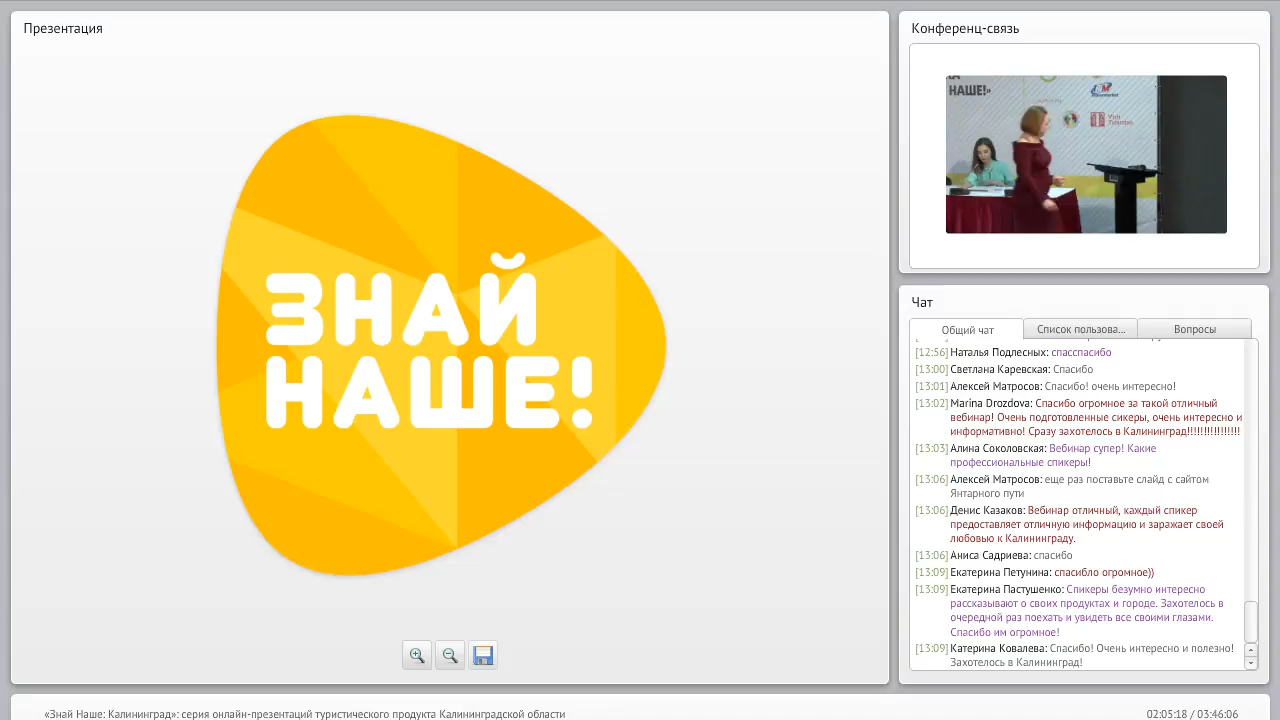 Презентация
ЗНАЙ
НАШЕ!
Конференц-связь
НАШЕ!»
Visit
Чат
Общий чат
Список пользова...
Вопросы
[12:56] Наталья Подлесных: спасспасибо
[13:00] Светлана Каревская: Спасибо
[13:01] Алексей Матросов: Спасибо! очень интересно!
[13:02] Marina Drozdova: Спасибо огромное за такой отличный
вебинар! Очень подготовленные сикеры, очень интересно и
информативно! Сразу захотелось в Калининград!!!!!!!!!!!!!!!!
[13:03] Алина Соколовская: Вебинар супер! Какие
профессиональные спикеры!
[13:06] Алексей Матросов: еще раз поставьте слайд с сайтом
Янтарного пути
[13:06] Денис Казаков: Вебинар отличный, каждый спикер
предоставляет отличную информацию и заражает своей
любовью к Калининграду.
[13:06] Аниса Садриева: спасибо
[13:09] Екатерина Петунина: спасибло огромное))
[13:09] Екатерина Пастушенко: Спикеры безумно интересно
рассказывают о своих продуктах и городе. Захотелось в
очередной раз поехать и увидеть все своими глазами.
Спасибо им огромное!
[13:09] Катерина Ковалева: Спасибо! Очень интересно и полезно!
Захотелось в Калининград!
«Знай Наше: Калининград»: серия онлайн-презентаций туристического продукта Калининградской области
02:05:18 / 03:46:06